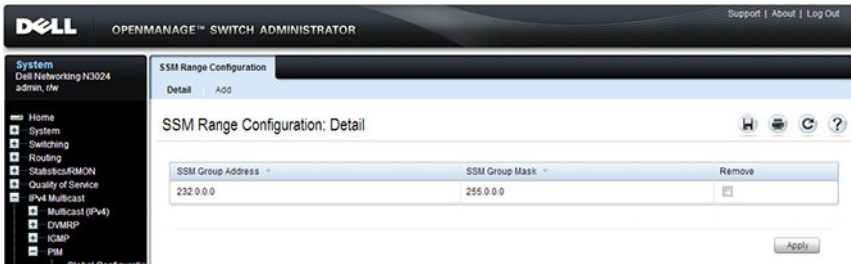 Support | About | Log Out
DELL OPENMANAGE™ SWITCH ADMINISTRATOR
System
Dell Networking N3024
admin, r/w
Home
System
Switching
Routing
Statistics/RMON
Quality of Service
IPv4 Multicast
Multicast (IPv4)
DVMRP
IGMP
PIM
SSM Range Configuration
Detail Add
SSM Range Configuration: Detail
?
SSM Group Address SSM Group Mask Remove
232.0.0.0 255.0.0.0
Apply